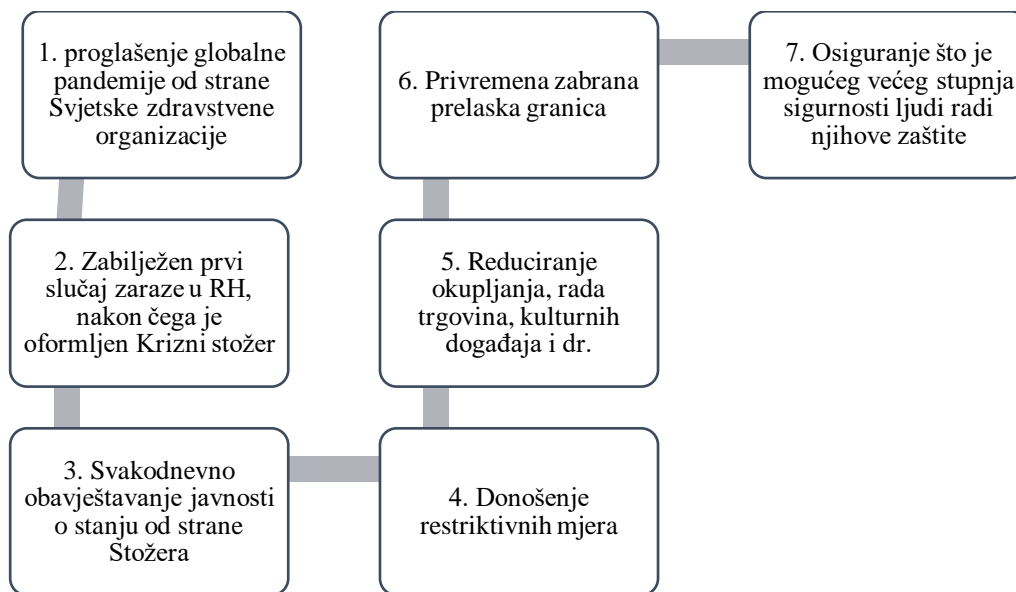 1. proglašenje globalne
pandemije od strane
Svjetske zdravstvene
organizacije
2. Zabilježen prvi
slučaj zaraze u RH,
nakon čega je
oformljen Krizni stožer
3. Svakodnevno
obavještavanje javnosti
o stanju od strane
Stožera
4. Donošenje
restriktivnih mjera
5. Reduciranje
okupljanja, rada
trgovina, kulturnih
događaja i dr.
6. Privremena zabrana
prelaska granica
7. Osiguranje što je
mogućeg većeg stupnja
sigurnosti ljudi radi
njihove zaštite